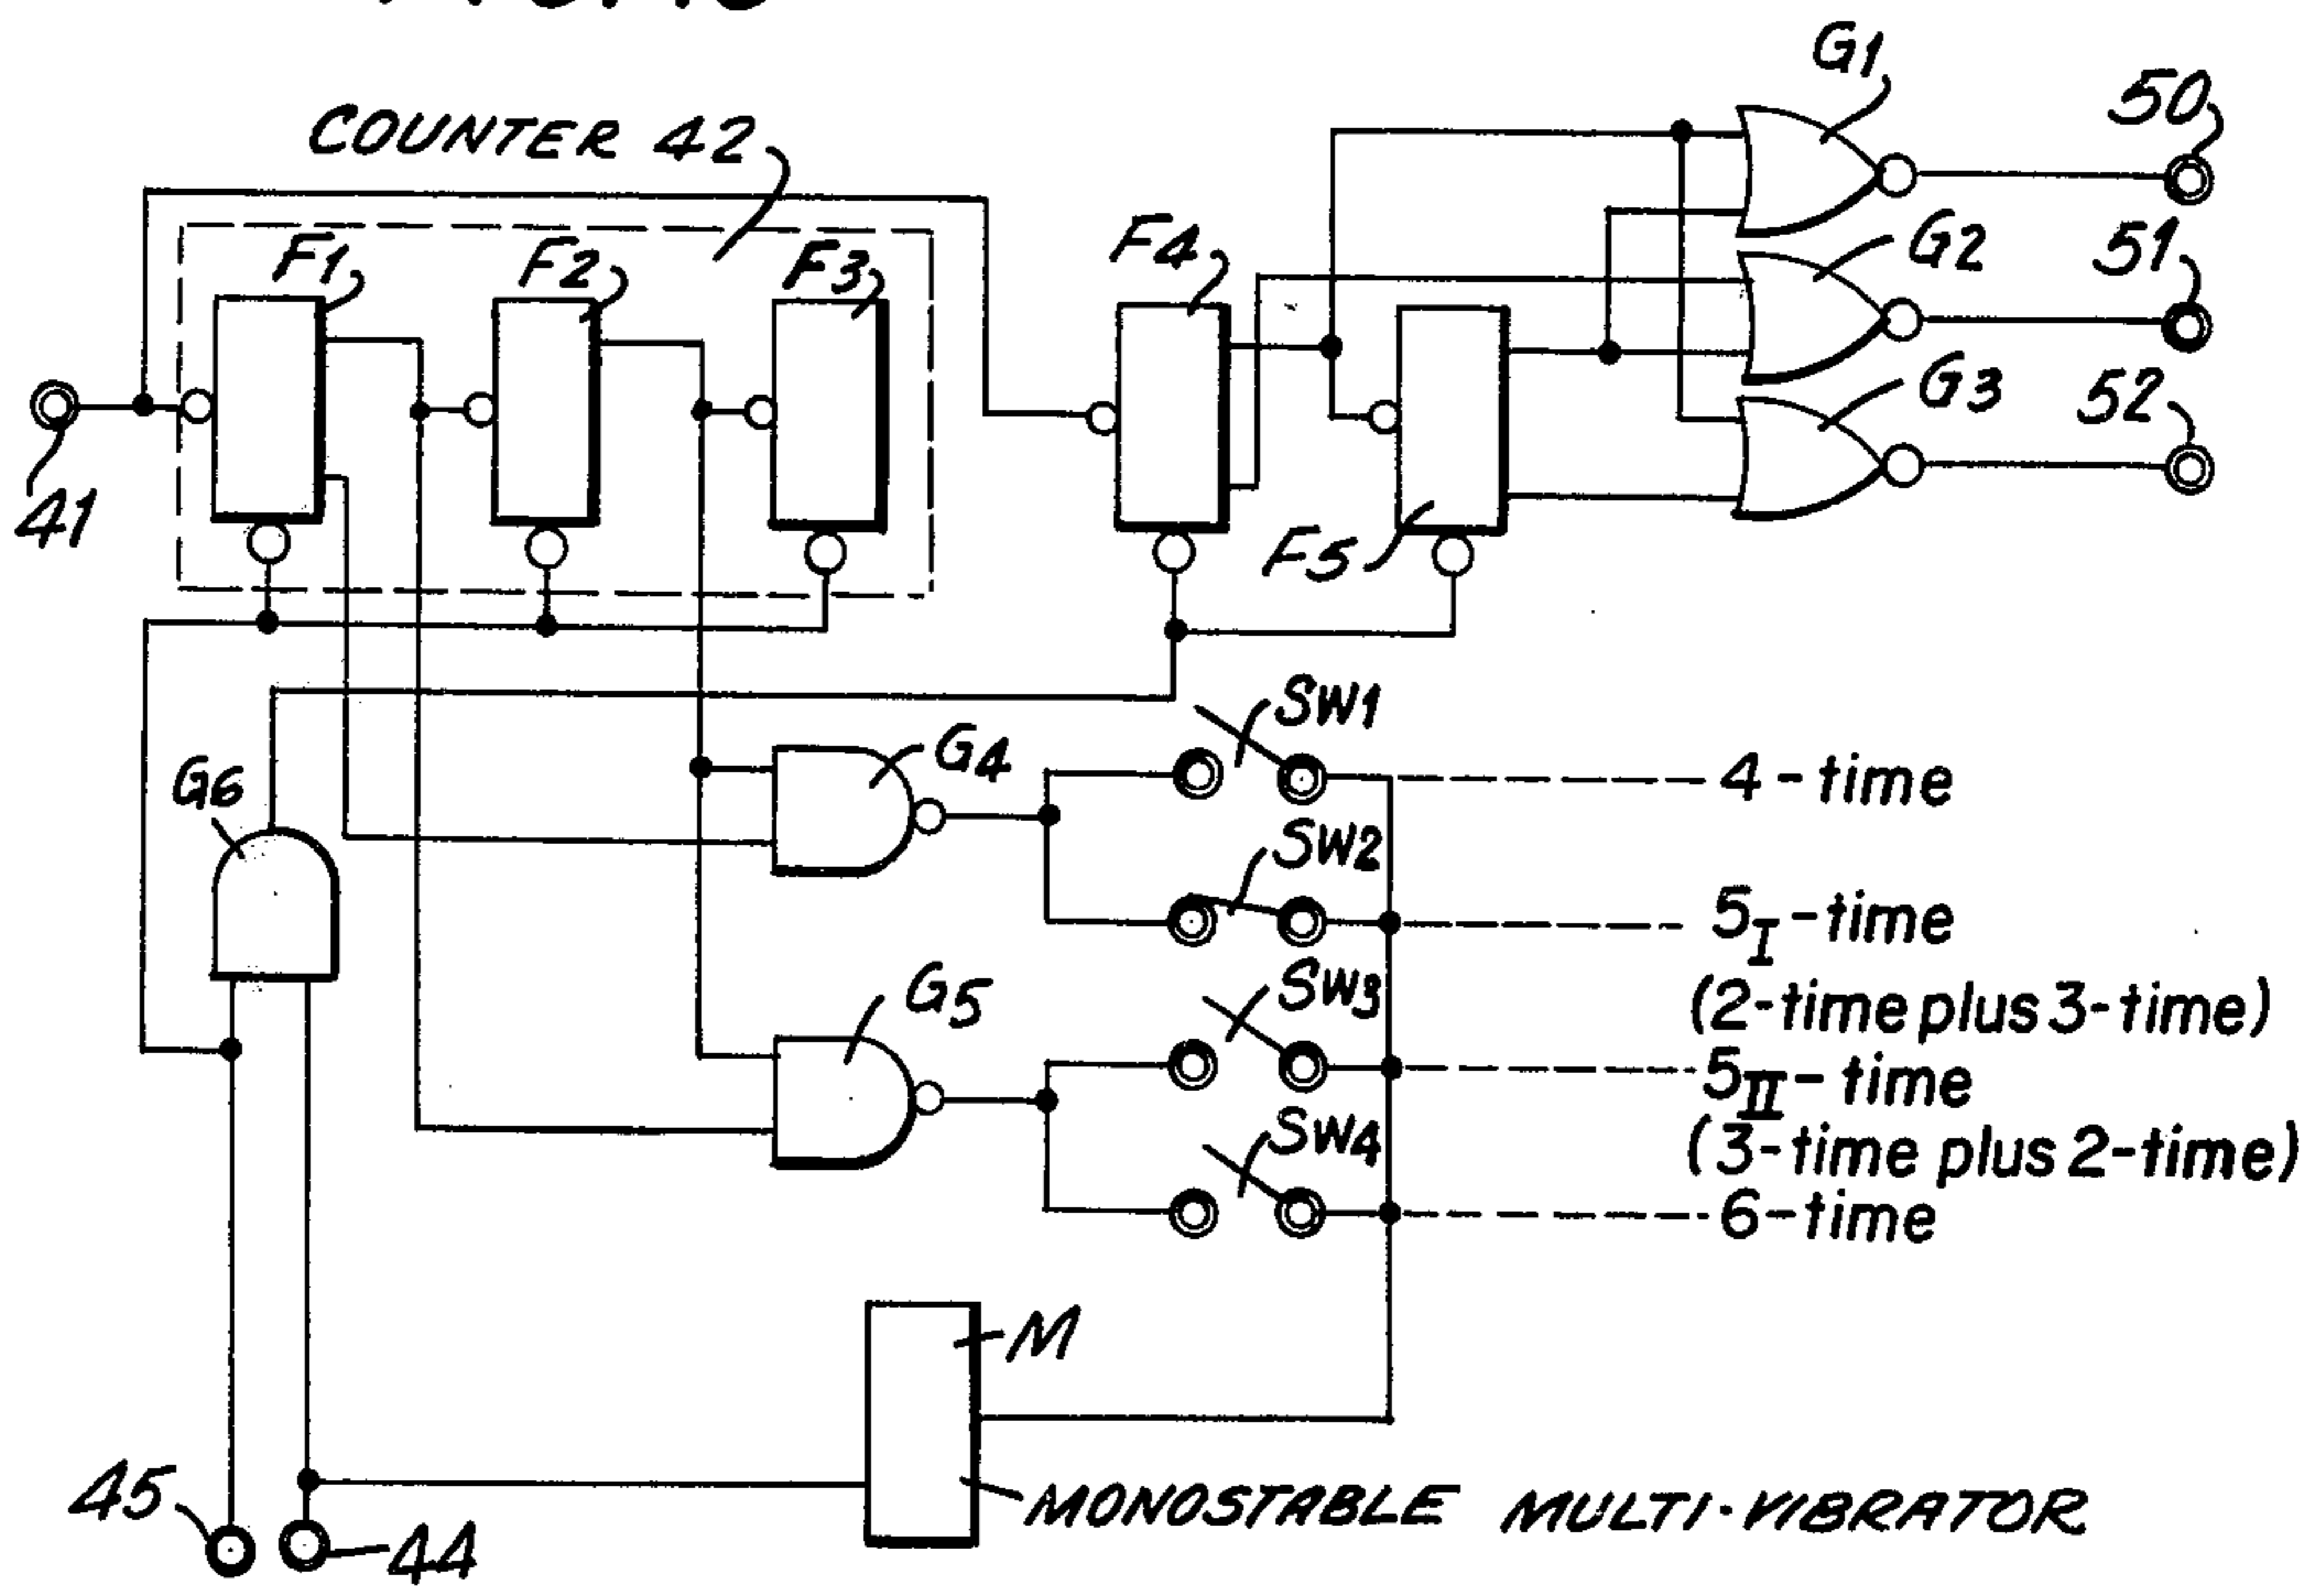 G1
50
COUNTER 42
F1
F2
F3
F4
G2
51
G3
52
41
F5
SW1
G4
4-time
G6
SW2
5I-time
(2-time plus 3-time)
SW3
G5
5II-time
(3-time plus 2-time)
SW4
6-time
M
MONOSTABLE MULTI-VIBRATOR
45
44